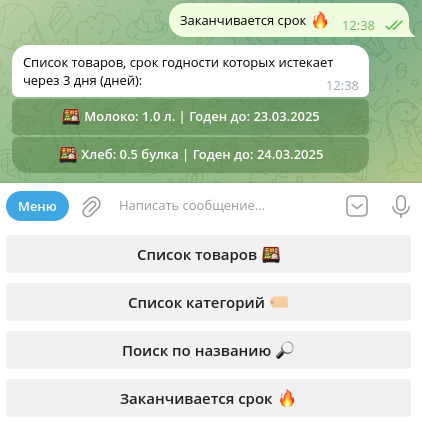 Заканчивается срок 🔥 12:38
Список товаров, срок годности которых истекает
через 3 дня (дней):
12:38
🍱 Молоко: 1.0 л. | Годен до: 23.03.2025
🍱 Хлеб: 0.5 булка | Годен до: 24.03.2025
Меню Написать сообщение...
Список товаров 🍱
Список категорий 🏷️
Поиск по названию 🔎
Заканчивается срок 🔥